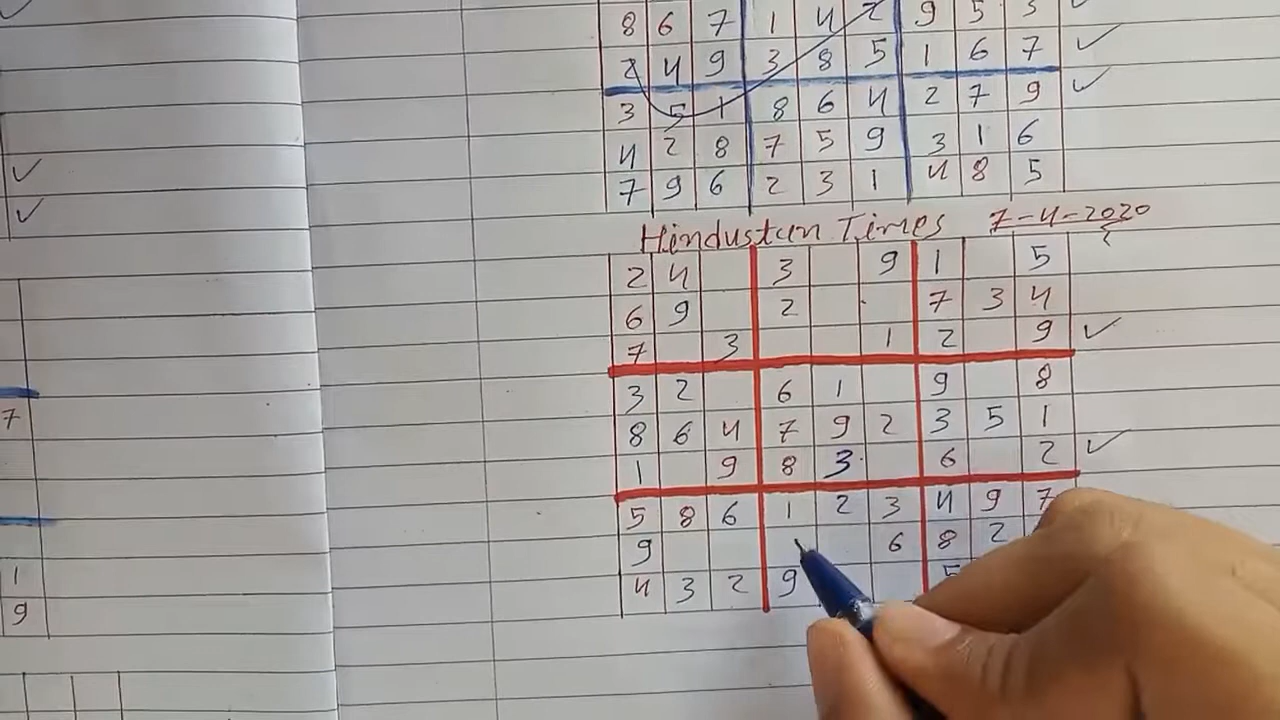 8 6 7 1 4 2 9 5 3
2 4 9 3 8 5 1 6 7
3 5 1 8 6 4 2 7 9
4 2 8 7 5 9 3 1 6
7 9 6 2 3 1 4 8 5
Hindustan Times 7-4-2020
2 4 3 9 1 5
6 9 2 7 3 4
7 3 1 2 9
3 2 6 1 9 8
8 6 4 7 9 2 3 5 1
1 9 8 3 6 2
5 8 6 1 2 3 4 9 7
9 6 8 2
4 3 2 9 5
7
1
9